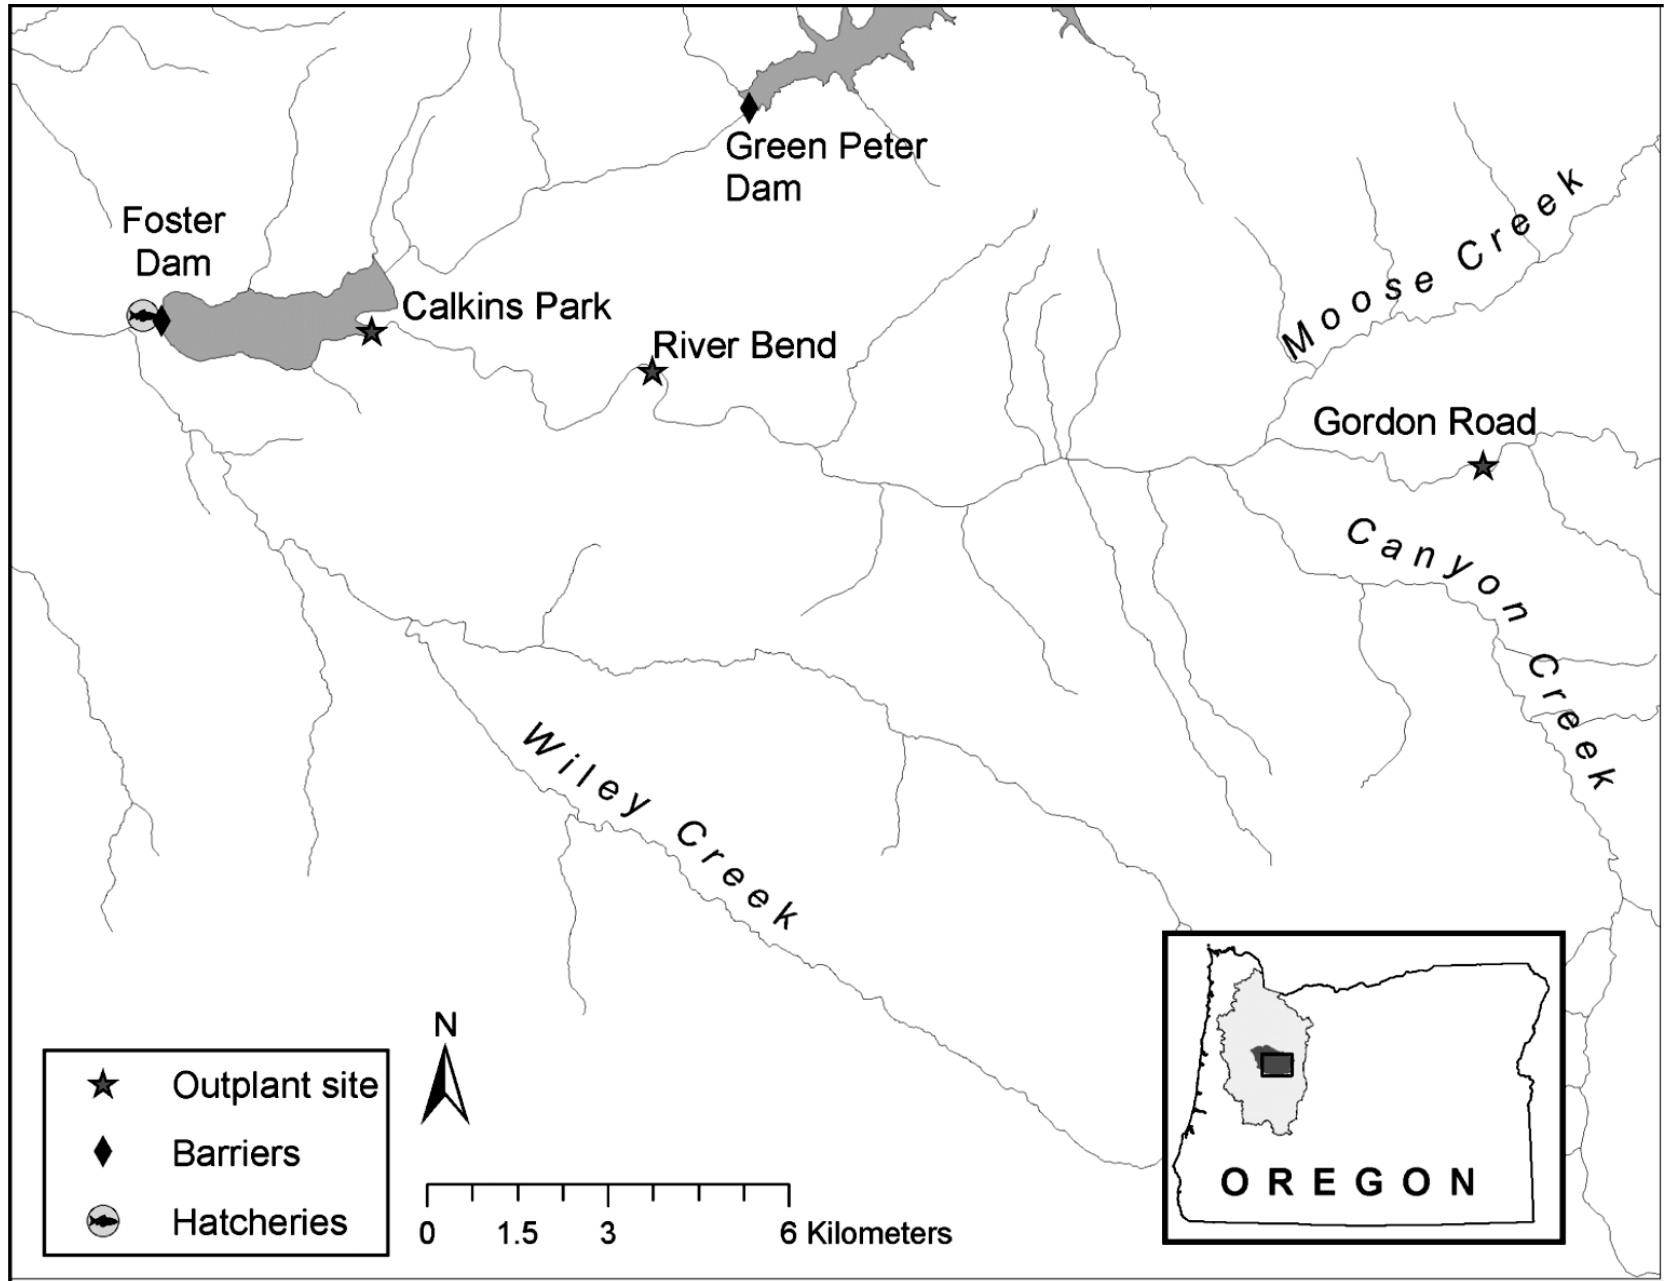 Green Peter
Dam
Foster
Dam
Calkins Park
River Bend
Moose Creek
Gordon Road
Canyon Creek
Wiley Creek
N
Outplant site
Barriers
Hatcheries
0 1.5 3 6 Kilometers
OREGON